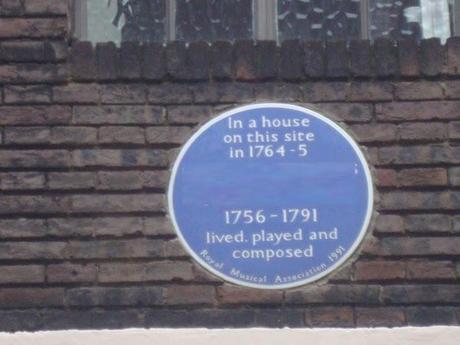 In a house
on this site
in 1764-5
1756-1791
lived. played and
composed
Royal Musical Association 1991